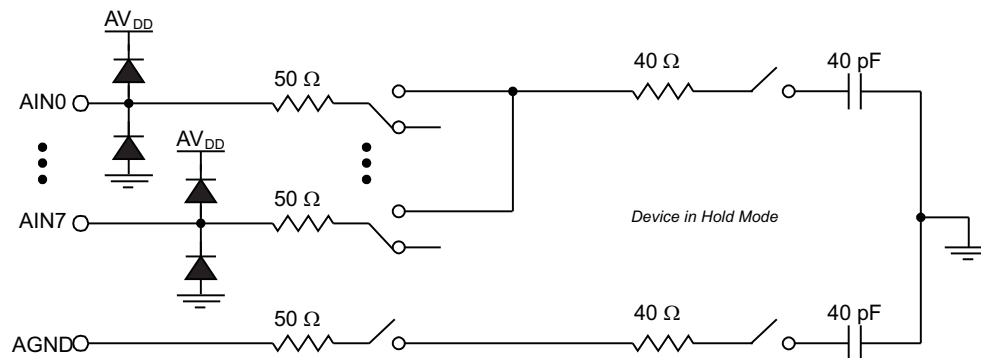 AVDD
40 Ω
40 pF
50 Ω
AIN0
AVDD
50 Ω
AIN7
Device in Hold Mode
50 Ω
40 Ω
40 pF
AGND